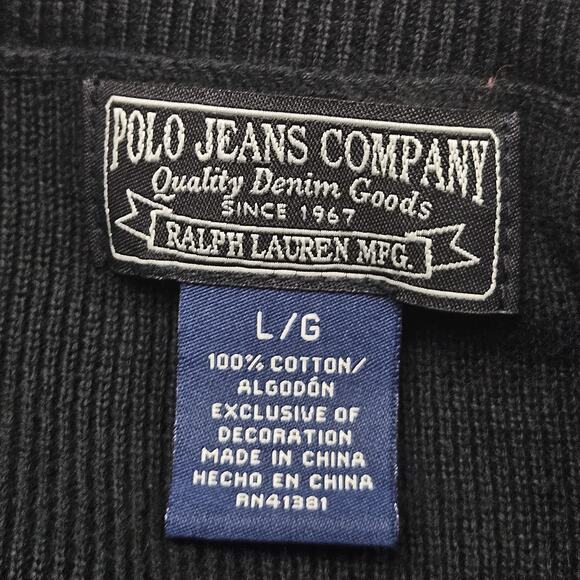 POLO JEANS COMPANY
Quality Denim Goods
SINCE 1967
RALPH LAUREN MFG.
L/G
100% COTTON/
ALGODÓN
EXCLUSIVE OF
DECORATION
MADE IN CHINA
HECHO EN CHINA
RN41381